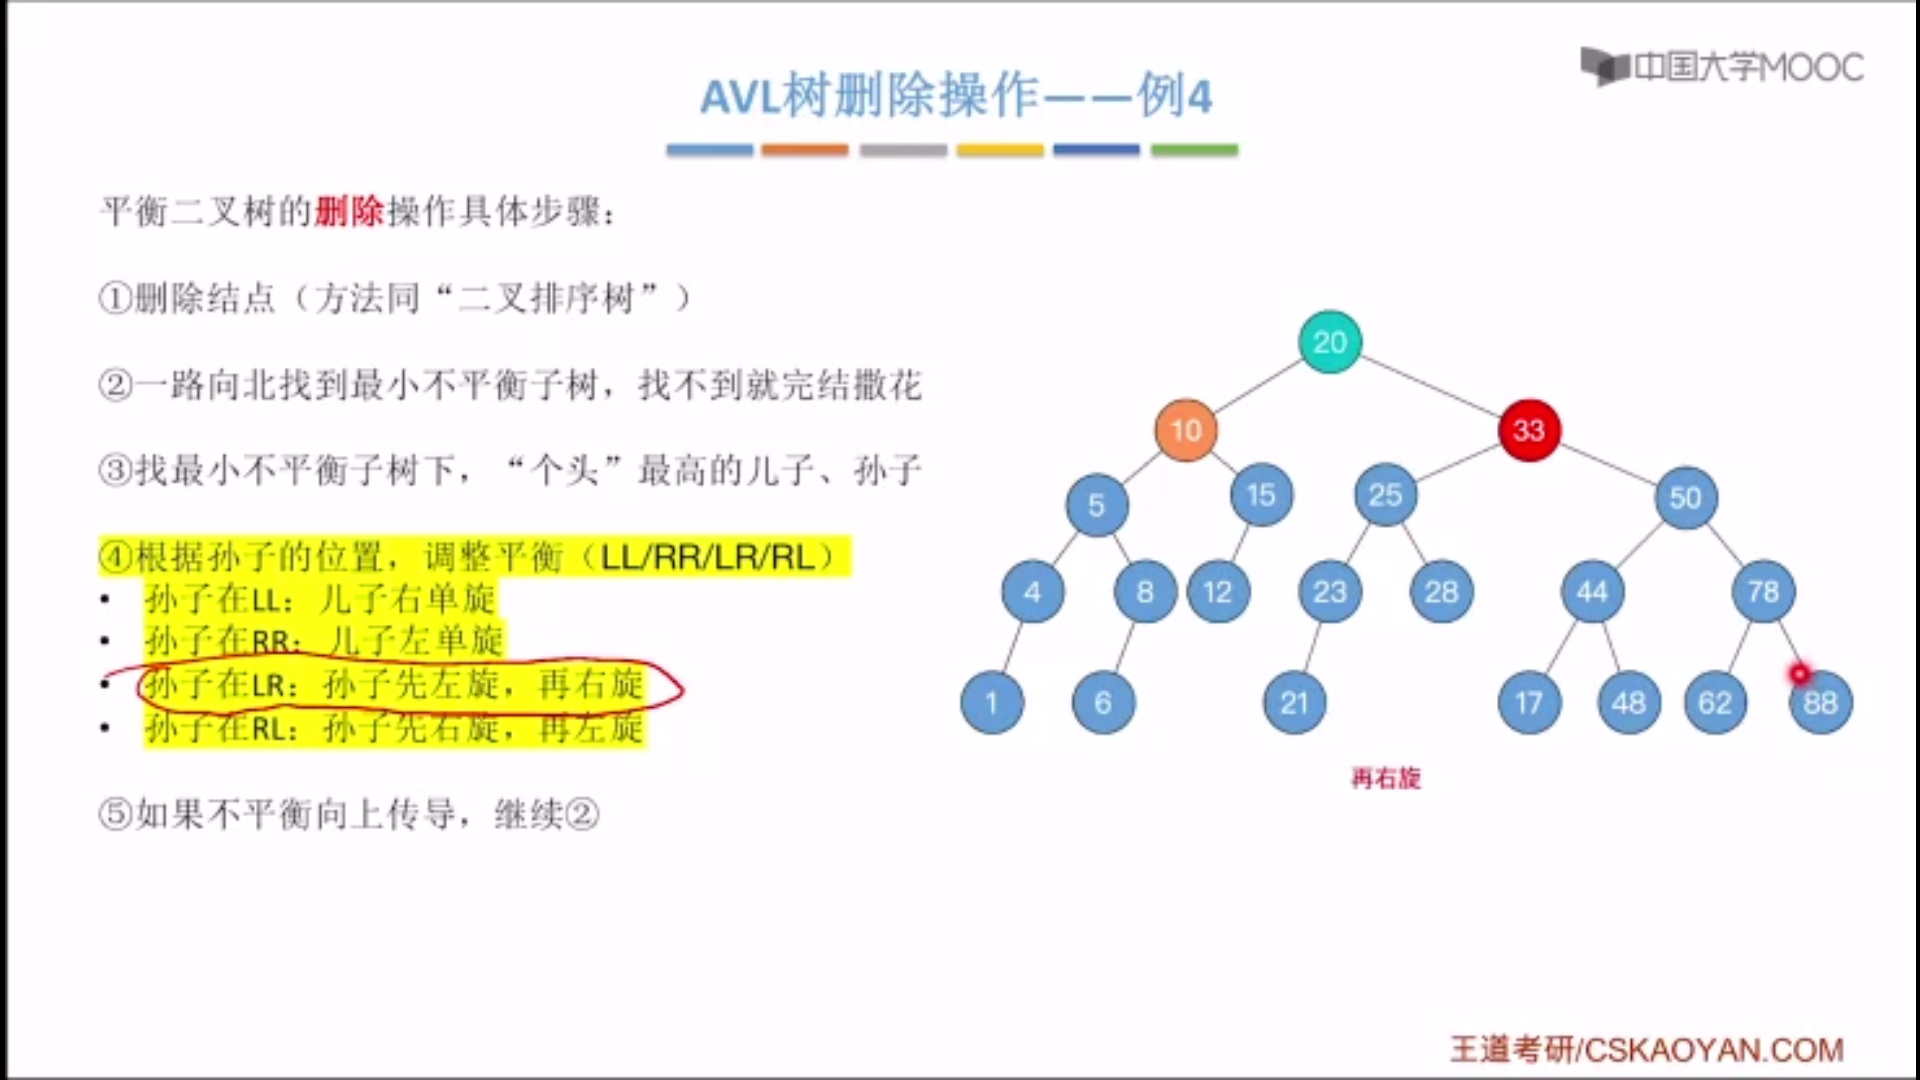 中国大学MOOC
AVL树删除操作——例4
平衡二叉树的删除操作具体步骤：
①删除结点（方法同“二叉排序树”）
②一路向北找到最小不平衡子树，找不到就完结撒花
③找最小不平衡子树下，“个头”最高的儿子、孙子
④根据孙子的位置，调整平衡（LL/RR/LR/RL）
• 孙子在LL：儿子右单旋
• 孙子在RR：儿子左单旋
• 孙子在LR：孙子先左旋，再右旋
• 孙子在RL：孙子先右旋，再左旋
⑤如果不平衡向上传导，继续②
20
10 33
5 15 25 50
4 8 12 23 28 44 78
1 6 21 17 48 62 88
再右旋
王道考研/CSKAOYAN.COM